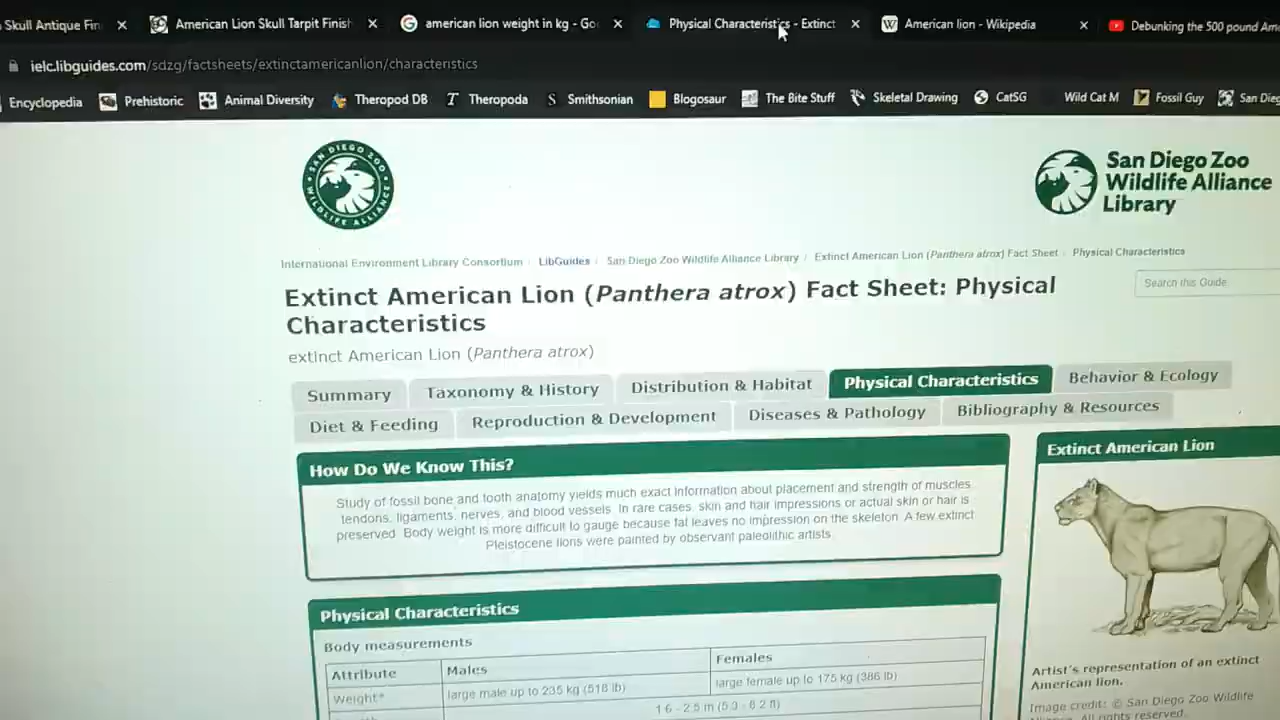 Skull Antique Fin
American Lion Skull Tarpit Finish
american lion weight in kg - Go
Physical Characteristics - Extinct
American lion - Wikipedia
Debunking the 500 pound Am
ielc.libguides.com/sdzg/factsheets/extinctamericanlion/characteristics
Encyclopedia
Prehistoric
Animal Diversity
Theropod DB
Theropoda
Smithsonian
Blogosaur
The Bite Stuff
Skeletal Drawing
CatSG
Wild Cat M
Fossil Guy
San Dieg
SAN DIEGO ZOO
WILDLIFE ALLIANCE
San Diego Zoo
Wildlife Alliance
Library
International Environment Library Consortium / LibGuides / San Diego Zoo Wildlife Alliance Library / Extinct American Lion (Panthera atrox) Fact Sheet / Physical Characteristics
Extinct American Lion (Panthera atrox) Fact Sheet: Physical
Characteristics
Search this Guide
extinct American Lion (Panthera atrox)
Summary
Taxonomy & History
Distribution & Habitat
Physical Characteristics
Behavior & Ecology
Diet & Feeding
Reproduction & Development
Diseases & Pathology
Bibliography & Resources
How Do We Know This?
Study of fossil bone and tooth anatomy yields much exact information about placement and strength of muscles,
tendons, ligaments, nerves, and blood vessels. In rare cases, skin and hair impressions or actual skin or hair is
preserved. Body weight is more difficult to gauge because fat leaves no impression on the skeleton. A few extinct
Pleistocene lions were painted by observant paleolithic artists.
Physical Characteristics
Body measurements
Attribute Males Females
Weight* large male up to 235 kg (518 lb) large female up to 175 kg (386 lb)
1.6 - 2.5 m (5.3 - 8.2 ft)
Extinct American Lion
Artist's representation of an extinct
American lion.
Image credit: © San Diego Zoo Wildlife
All rights reserved.